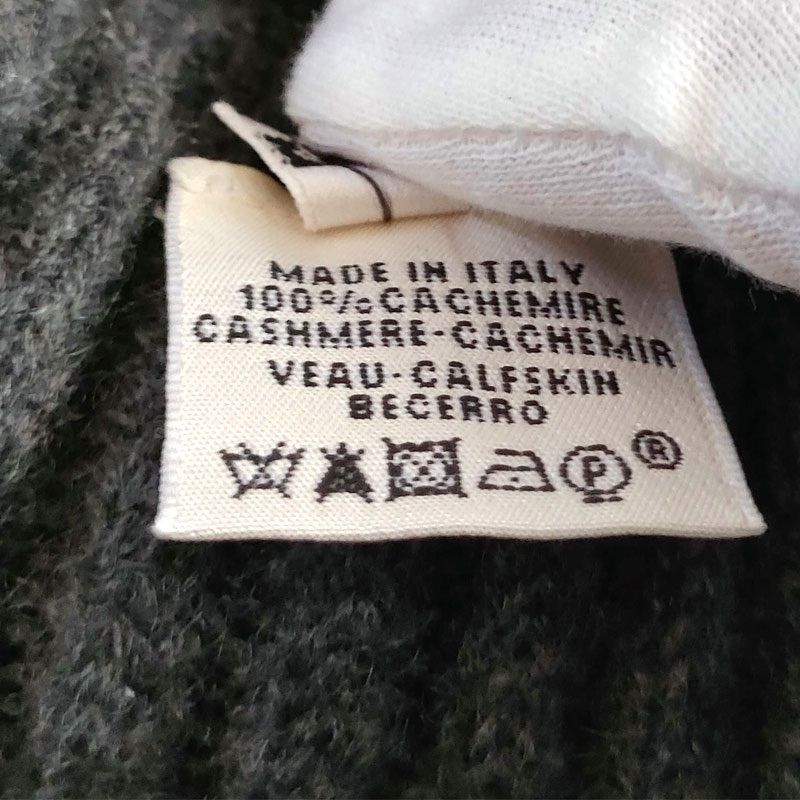 MADE IN ITALY
100%CACHEMIRE
CASHMERE-CACHEMIR
VEAU-CALFSKIN
BECERRO
P ®